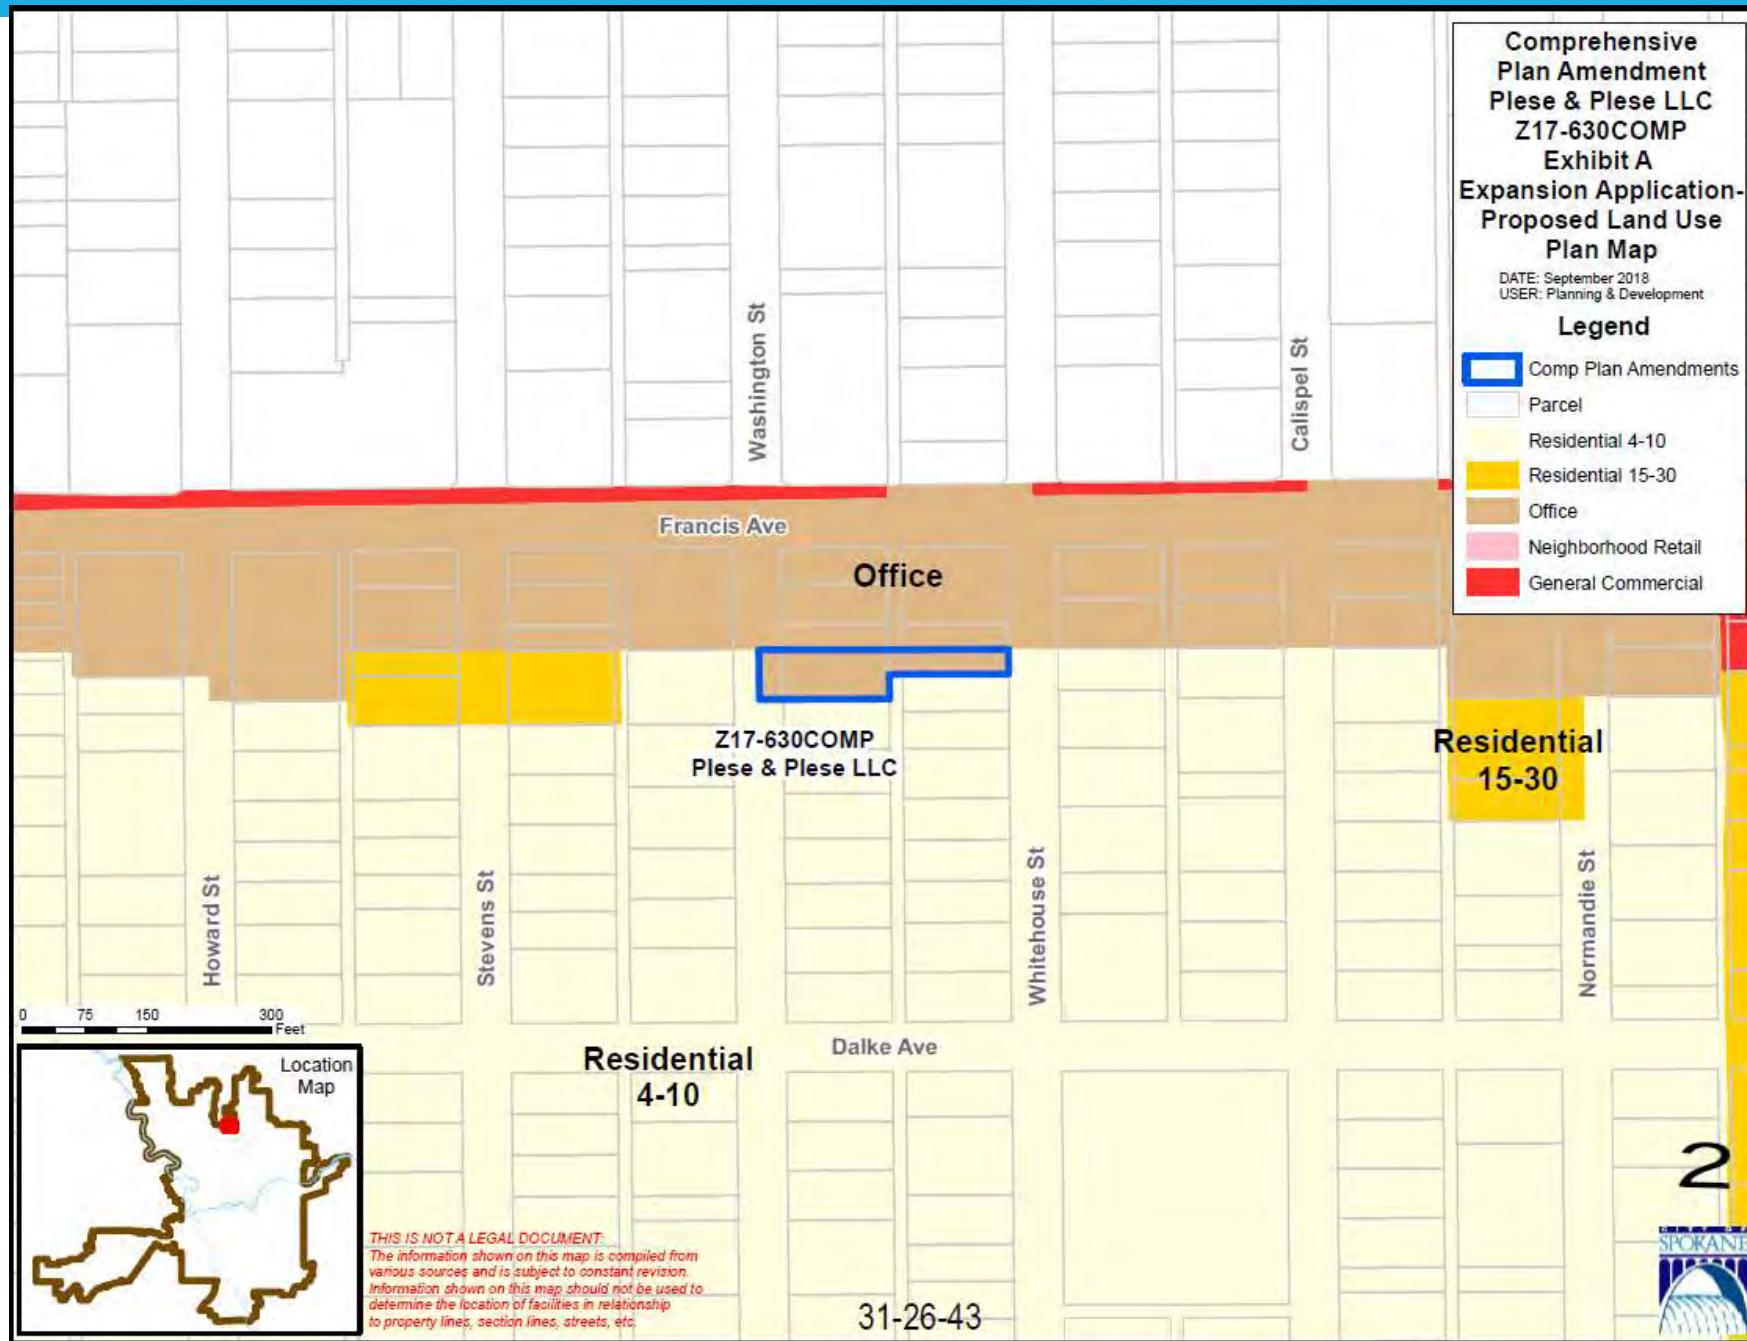 Comprehensive
Plan Amendment
Plese & Plese LLC
Z17-630COMP
Exhibit A
Expansion Application-
Proposed Land Use
Plan Map
DATE: September 2018
USER: Planning & Development
Legend
Comp Plan Amendments
Parcel
Residential 4-10
Residential 15-30
Office
Neighborhood Retail
General Commercial
Washington St
Calispel St
Francis Ave
Office
Z17-630COMP
Plese & Plese LLC
Residential
15-30
Howard St
Stevens St
Whitehouse St
Normandie St
0 75 150 300
Feet
Dalke Ave
Residential
4-10
Location
Map
2
THIS IS NOT A LEGAL DOCUMENT:
The information shown on this map is compiled from
various sources and is subject to constant revision.
Information shown on this map should not be used to
determine the location of facilities in relationship
to property lines, section lines, streets, etc.
31-26-43
SPOKANE